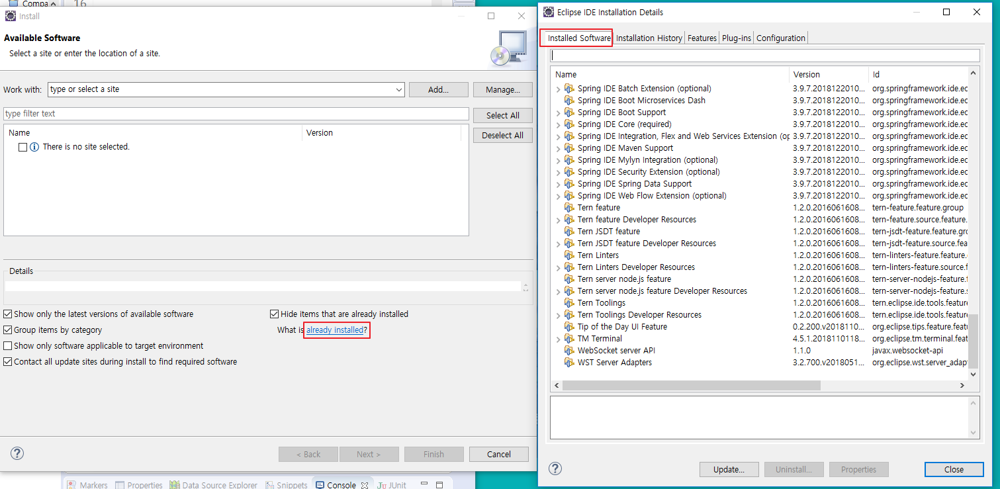 Compa
16
Install
Available Software
Select a site or enter the location of a site.
Work with:
type or select a site
Add...
Manage...
type filter text
Select All
Name
Version
Deselect All
There is no site selected.
Details
Show only the latest versions of available software
Hide items that are already installed
Group items by category
What is already installed?
Show only software applicable to target environment
Contact all update sites during install to find required software
< Back
Next >
Finish
Cancel
Markers
Properties
Data Source Explorer
Snippets
Console
JUnit
Eclipse IDE Installation Details
Installed Software
Installation History
Features
Plug-ins
Configuration
Name Version Id
Spring IDE Batch Extension (optional) 3.9.7.2018122010... org.springframework.ide.ec
Spring IDE Boot Microservices Dash 3.9.7.2018122010... org.springframework.ide.ec
Spring IDE Boot Support 3.9.7.2018122010... org.springframework.ide.ec
Spring IDE Core (required) 3.9.7.2018122010... org.springframework.ide.ec
Spring IDE Integration, Flex and Web Services Extension (op 3.9.7.2018122010... org.springframework.ide.ec
Spring IDE Maven Support 3.9.7.2018122010... org.springframework.ide.ec
Spring IDE Mylyn Integration (optional) 3.9.7.2018122010... org.springframework.ide.ec
Spring IDE Security Extension (optional) 3.9.7.2018122010... org.springframework.ide.ec
Spring IDE Spring Data Support 3.9.7.2018122010... org.springframework.ide.ec
Spring IDE Web Flow Extension (optional) 3.9.7.2018122010... org.springframework.ide.ec
Tern feature 1.2.0.2016061608... tern-feature.feature.group
Tern feature Developer Resources 1.2.0.2016061608... tern-feature.source.feature.
Tern JSDT feature 1.2.0.2016061608... tern-jsdt-feature.feature.gro
Tern JSDT feature Developer Resources 1.2.0.2016061608... tern-jsdt-feature.source.fea
Tern Linters 1.2.0.2016061608... tern-linters-feature.feature.
Tern Linters Developer Resources 1.2.0.2016061608... tern-linters-feature.source.f
Tern server node.js feature 1.2.0.2016061608... tern-server-nodejs-feature.f
Tern server node.js feature Developer Resources 1.2.0.2016061608... tern-server-nodejs-feature.s
Tern Toolings 1.2.0.2016061608... tern.eclipse.ide.tools.feature
Tern Toolings Developer Resources 1.2.0.2016061608... tern.eclipse.ide.tools.feature
Tip of the Day UI Feature 0.2.200.v2018110... org.eclipse.tips.feature.feat
TM Terminal 4.5.1.2018110118... org.eclipse.tm.terminal.feat
WebSocket server API 1.1.0 javax.websocket-api
WST Server Adapters 3.2.700.v2018051... org.eclipse.wst.server_adap
Update...
Uninstall...
Properties
Close